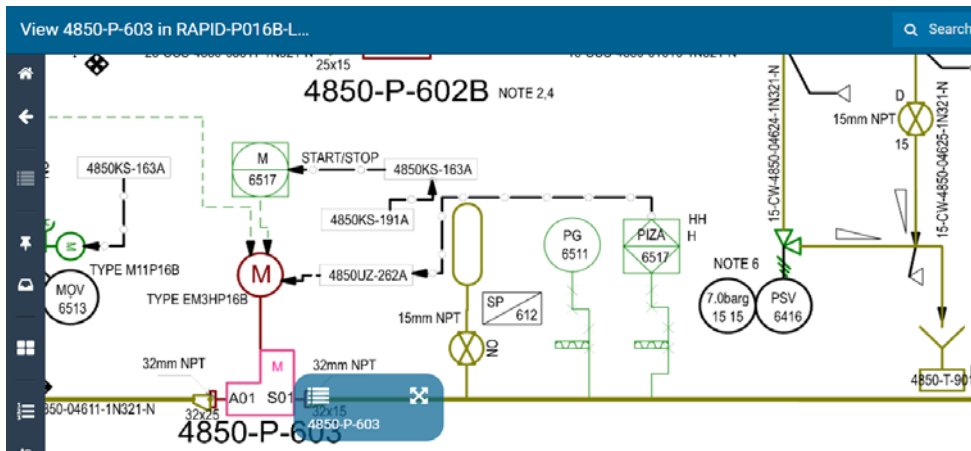 View 4850-P-603 in RAPID-P016B-L...
Search
25x15
4850-P-602B NOTE 2,4
4850KS-163A
M
6517
START/STOP
4850KS-163A
4850KS-191A
M
TYPE M11P16B
MOV
6513
M
TYPE EM3HP16B
4850UZ-262A
PG
6511
PIZA
6517
HH
H
SP
612
15mm NPT
NO
15-CW-4850-04624-1N321-N
D
15mm NPT
15
15-CW-4850-04625-1N321-N
NOTE 6
7.0barg
15 15
PSV
6416
4850-T-901
32mm NPT
M
32mm NPT
A01
S01
850-04611-1N321-N
32x25
32x15
4850-P-603
4850-P-603